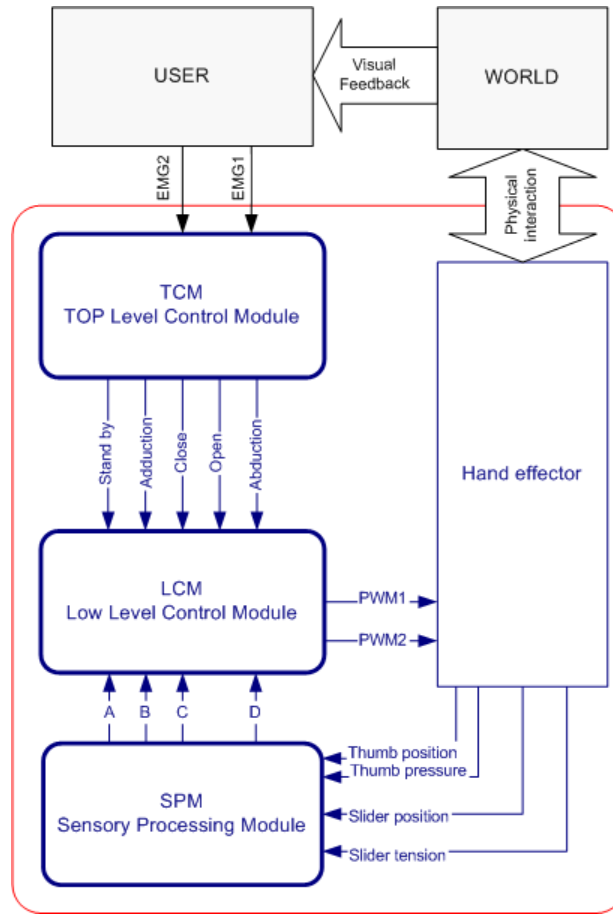 USER
Visual
Feedback
WORLD
EMG2
EMG1
Physical
interaction
TCM
TOP Level Control Module
Stand by
Adduction
Close
Open
Abduction
Hand effector
LCM
Low Level Control Module
PWM1
PWM2
A
B
C
D
Thumb position
Thumb pressure
SPM
Sensory Processing Module
Slider position
Slider tension